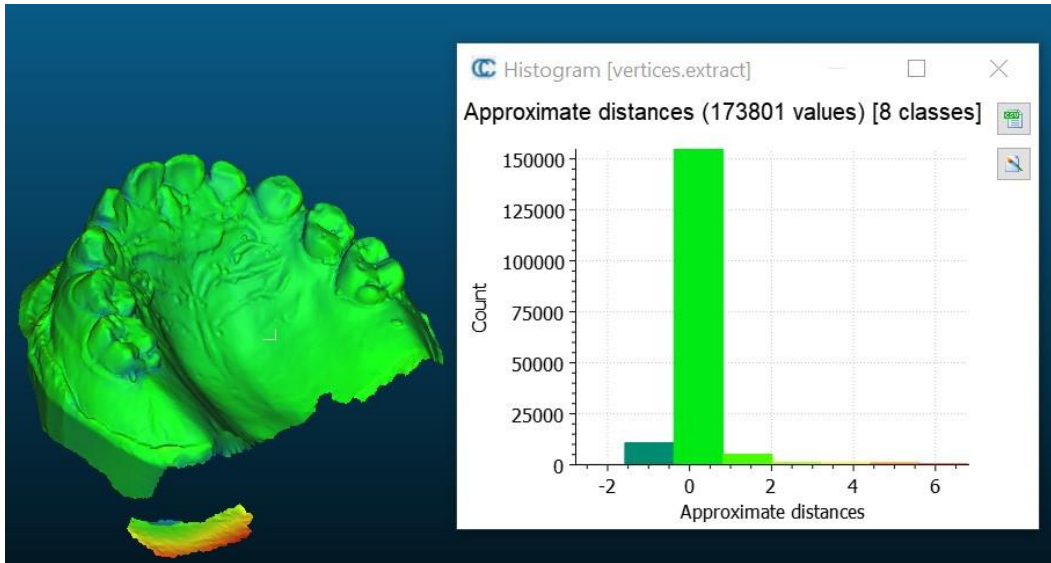 Histogram [vertices.extract]
Approximate distances (173801 values) [8 classes]
150000
125000
100000
75000
50000
25000
0
Count
-2 0 2 4 6
Approximate distances